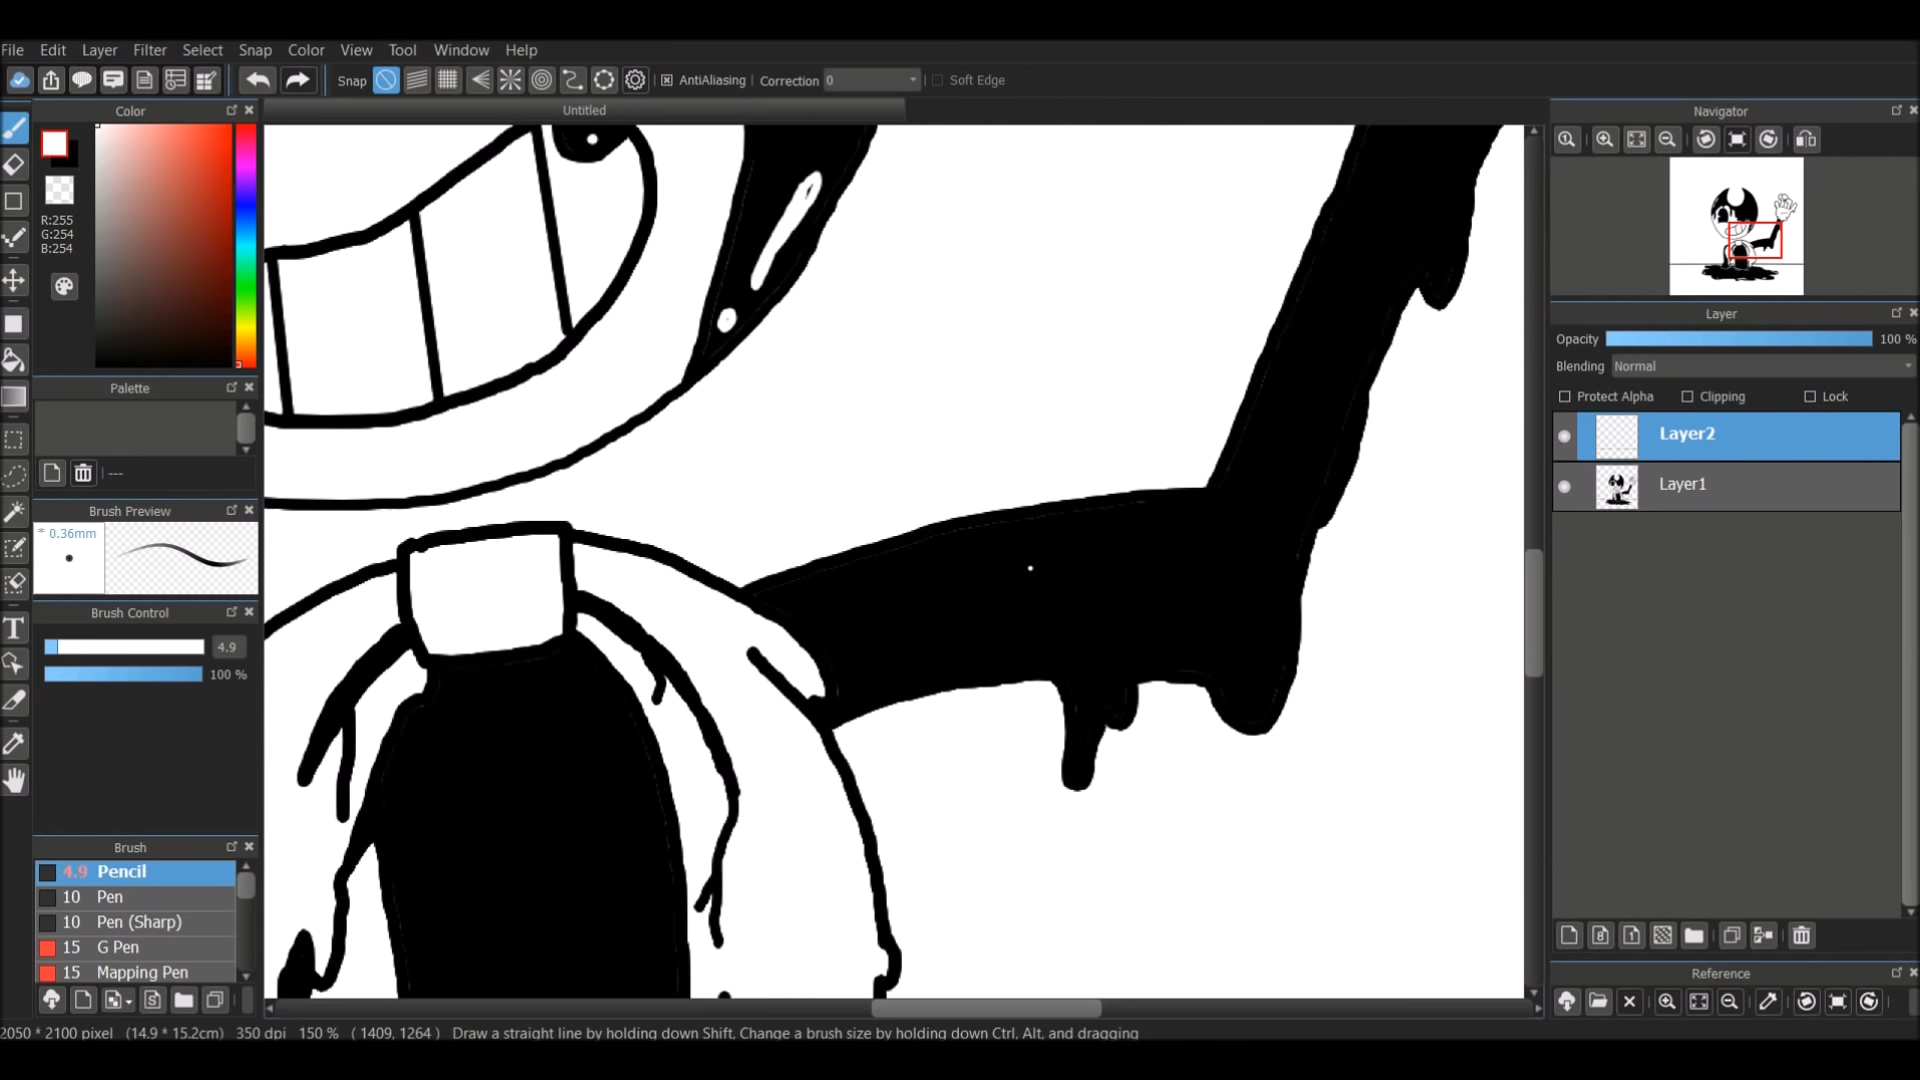 File Edit Layer Filter Select Snap Color View Tool Window Help
Snap AntiAliasing Correction 0 Soft Edge
Color
Untitled
Navigator
R:255
G:254
B:254
Layer
Opacity 100 %
Blending Normal
Protect Alpha Clipping Lock
Palette
Layer2
---
Layer1
Brush Preview
* 0.36mm
Brush Control
4.9
100 %
Brush
4.9 Pencil
10 Pen
10 Pen (Sharp)
15 G Pen
15 Mapping Pen
Reference
2050 * 2100 pixel (14.9 * 15.2cm) 350 dpi 150 % ( 1409, 1264 ) Draw a straight line by holding down Shift, Change a brush size by holding down Ctrl, Alt, and dragging